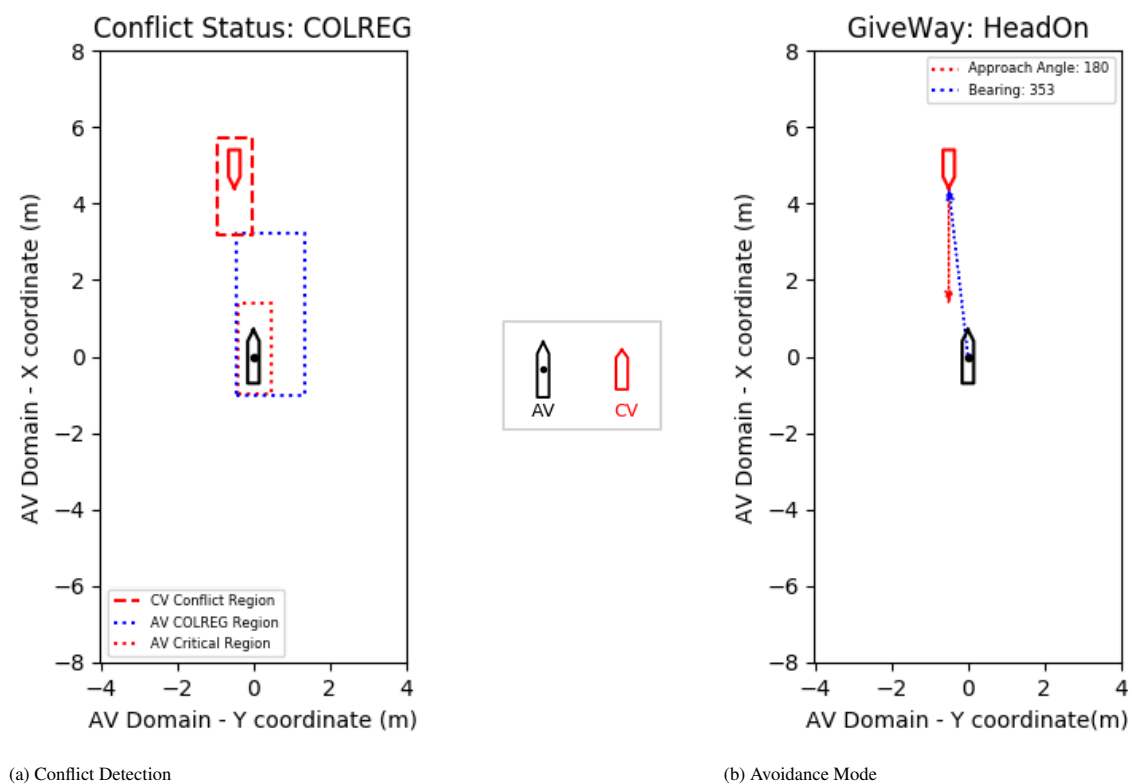 Conflict Status: COLREG
8
6
4
2
0
−2
−4
−6
−8
AV Domain - X coordinate (m)
CV Conflict Region
AV COLREG Region
AV Critical Region
−4
−2
0
2
4
AV Domain - Y coordinate (m)
(a) Conflict Detection
AV
CV
GiveWay: HeadOn
Approach Angle: 180
Bearing: 353
8
6
4
2
0
−2
−4
−6
−8
AV Domain - X coordinate (m)
−4
−2
0
2
4
AV Domain - Y coordinate(m)
(b) Avoidance Mode